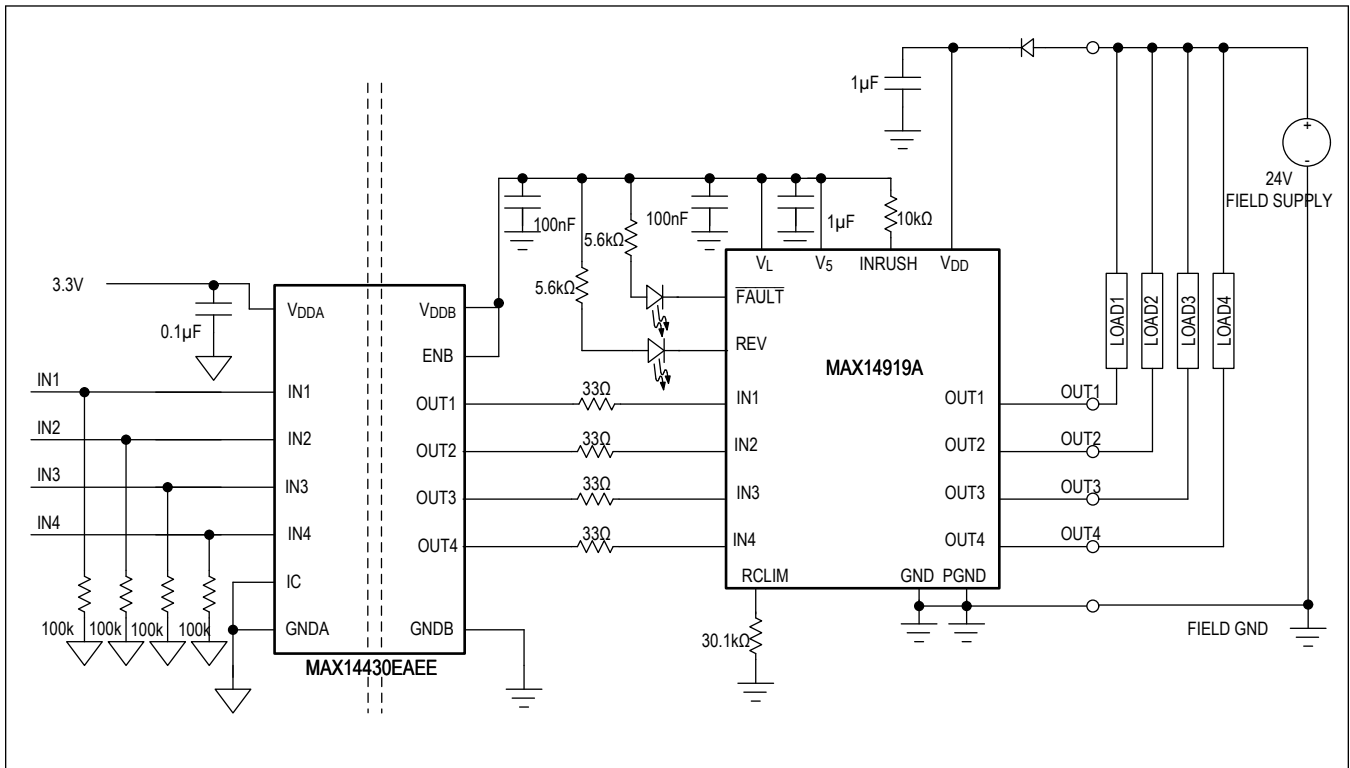 1µF
24V
FIELD SUPPLY
+
-
100nF
5.6kΩ
100nF
1µF
10kΩ
5.6kΩ
VL
V5
INRUSH
VDD
3.3V
0.1µF
VDDA
VDDB
FAULT
ENB
REV
MAX14919A
LOAD1
LOAD2
LOAD3
LOAD4
IN1
IN1
OUT1
33Ω
IN1
OUT1
OUT1
IN2
IN2
OUT2
33Ω
IN2
OUT2
OUT2
IN3
IN3
OUT3
33Ω
IN3
OUT3
OUT3
IN4
IN4
OUT4
33Ω
IN4
OUT4
OUT4
IC
RCLIM
GND
PGND
100k
100k
100k
100k
GNDA
GNDB
30.1kΩ
FIELD GND
MAX14430EAEE